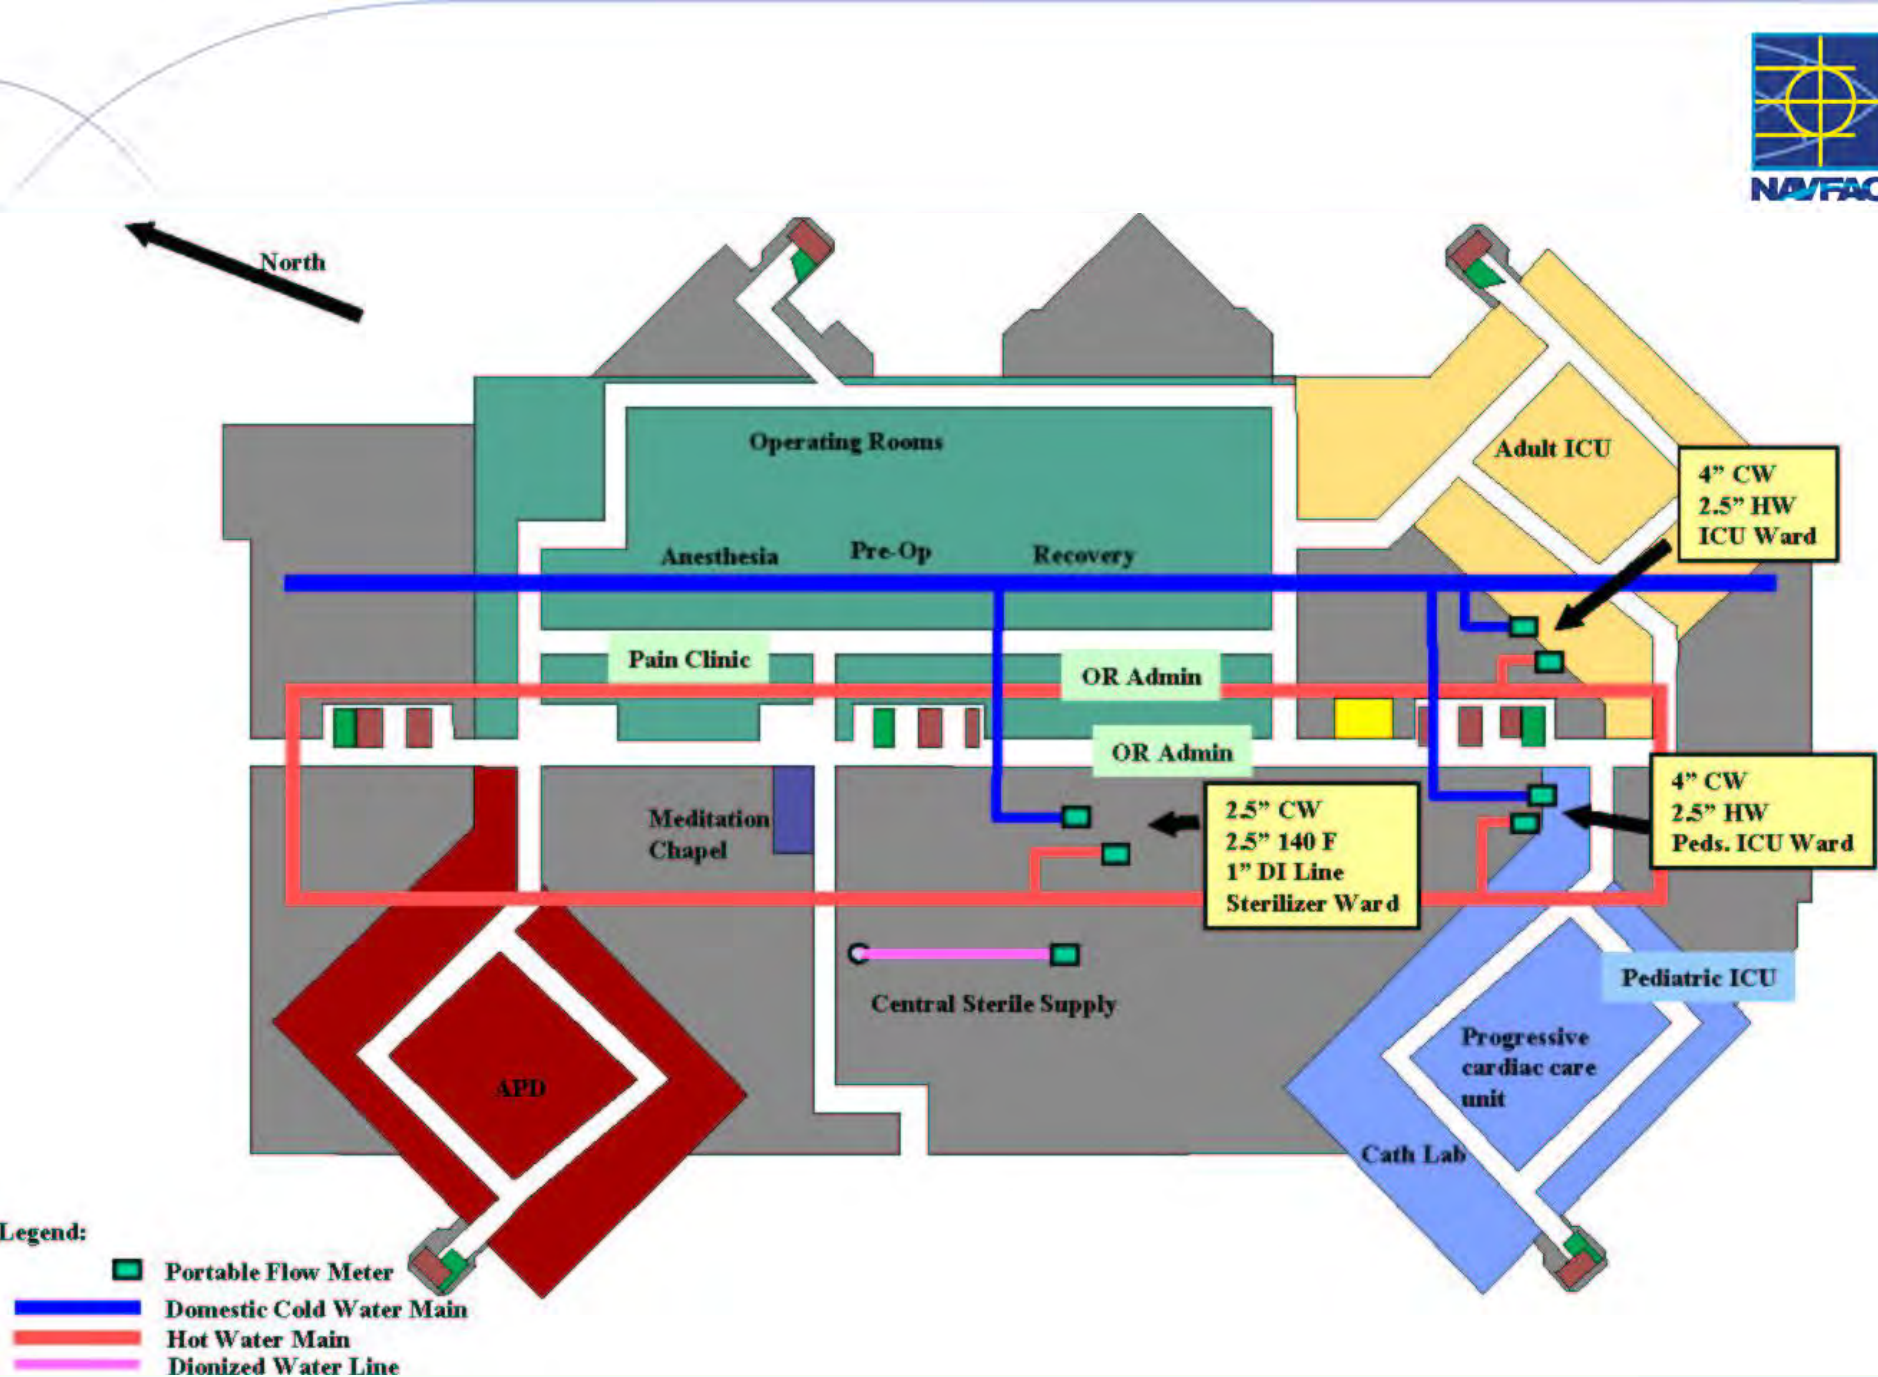 NAVFAC
North
Operating Rooms
Adult ICU
4” CW
2.5” HW
ICU Ward
Anesthesia
Pre-Op
Recovery
Pain Clinic
OR Admin
OR Admin
Meditation
Chapel
2.5” CW
2.5” 140 F
1” DI Line
Sterilizer Ward
4” CW
2.5” HW
Peds. ICU Ward
Pediatric ICU
Central Sterile Supply
Progressive
cardiac care
unit
APD
Cath Lab
Legend:
Portable Flow Meter
Domestic Cold Water Main
Hot Water Main
Dionized Water Line